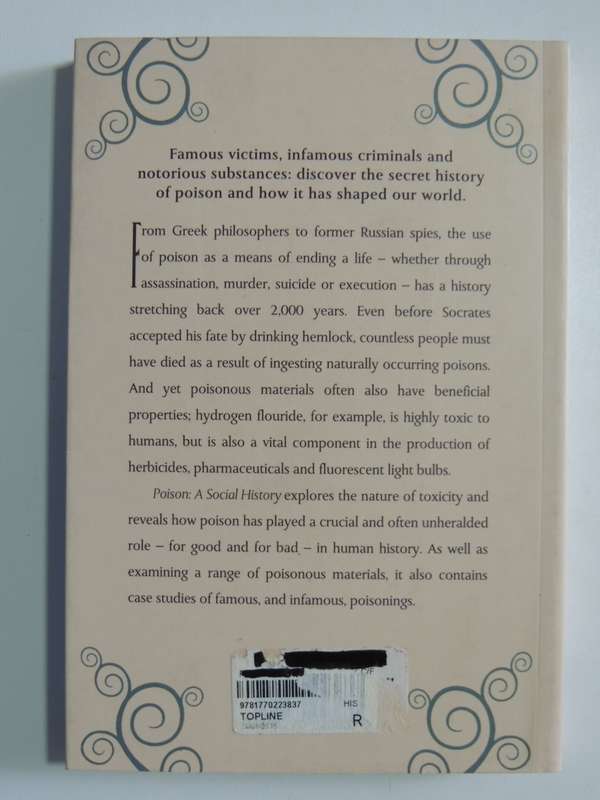 Famous victims, infamous criminals and
notorious substances: discover the secret history
of poison and how it has shaped our world.
from Greek philosophers to former Russian spies, the use
of poison as a means of ending a life – whether through
assassination, murder, suicide or execution – has a history
stretching back over 2,000 years. Even before Socrates
accepted his fate by drinking hemlock, countless people must
have died as a result of ingesting naturally occurring poisons.
And yet poisonous materials often also have beneficial
properties; hydrogen flouride, for example, is highly toxic to
humans, but is also a vital component in the production of
herbicides, pharmaceuticals and fluorescent light bulbs.
Poison: A Social History explores the nature of toxicity and
reveals how poison has played a crucial and often unheralded
role – for good and for bad – in human history. As well as
examining a range of poisonous materials, it also contains
case studies of famous, and infamous, poisonings.
9781770223837 HIS
TOPLINE R